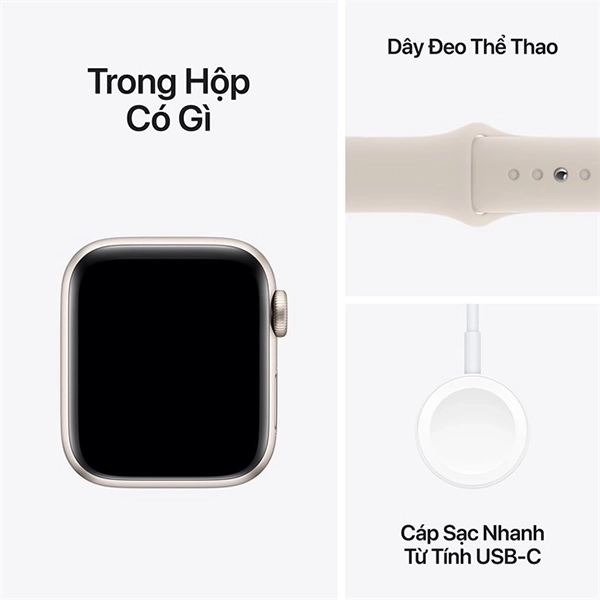 Trong Hộp
Có Gì
Dây Đeo Thể Thao
Cáp Sạc Nhanh
Từ Tính USB-C